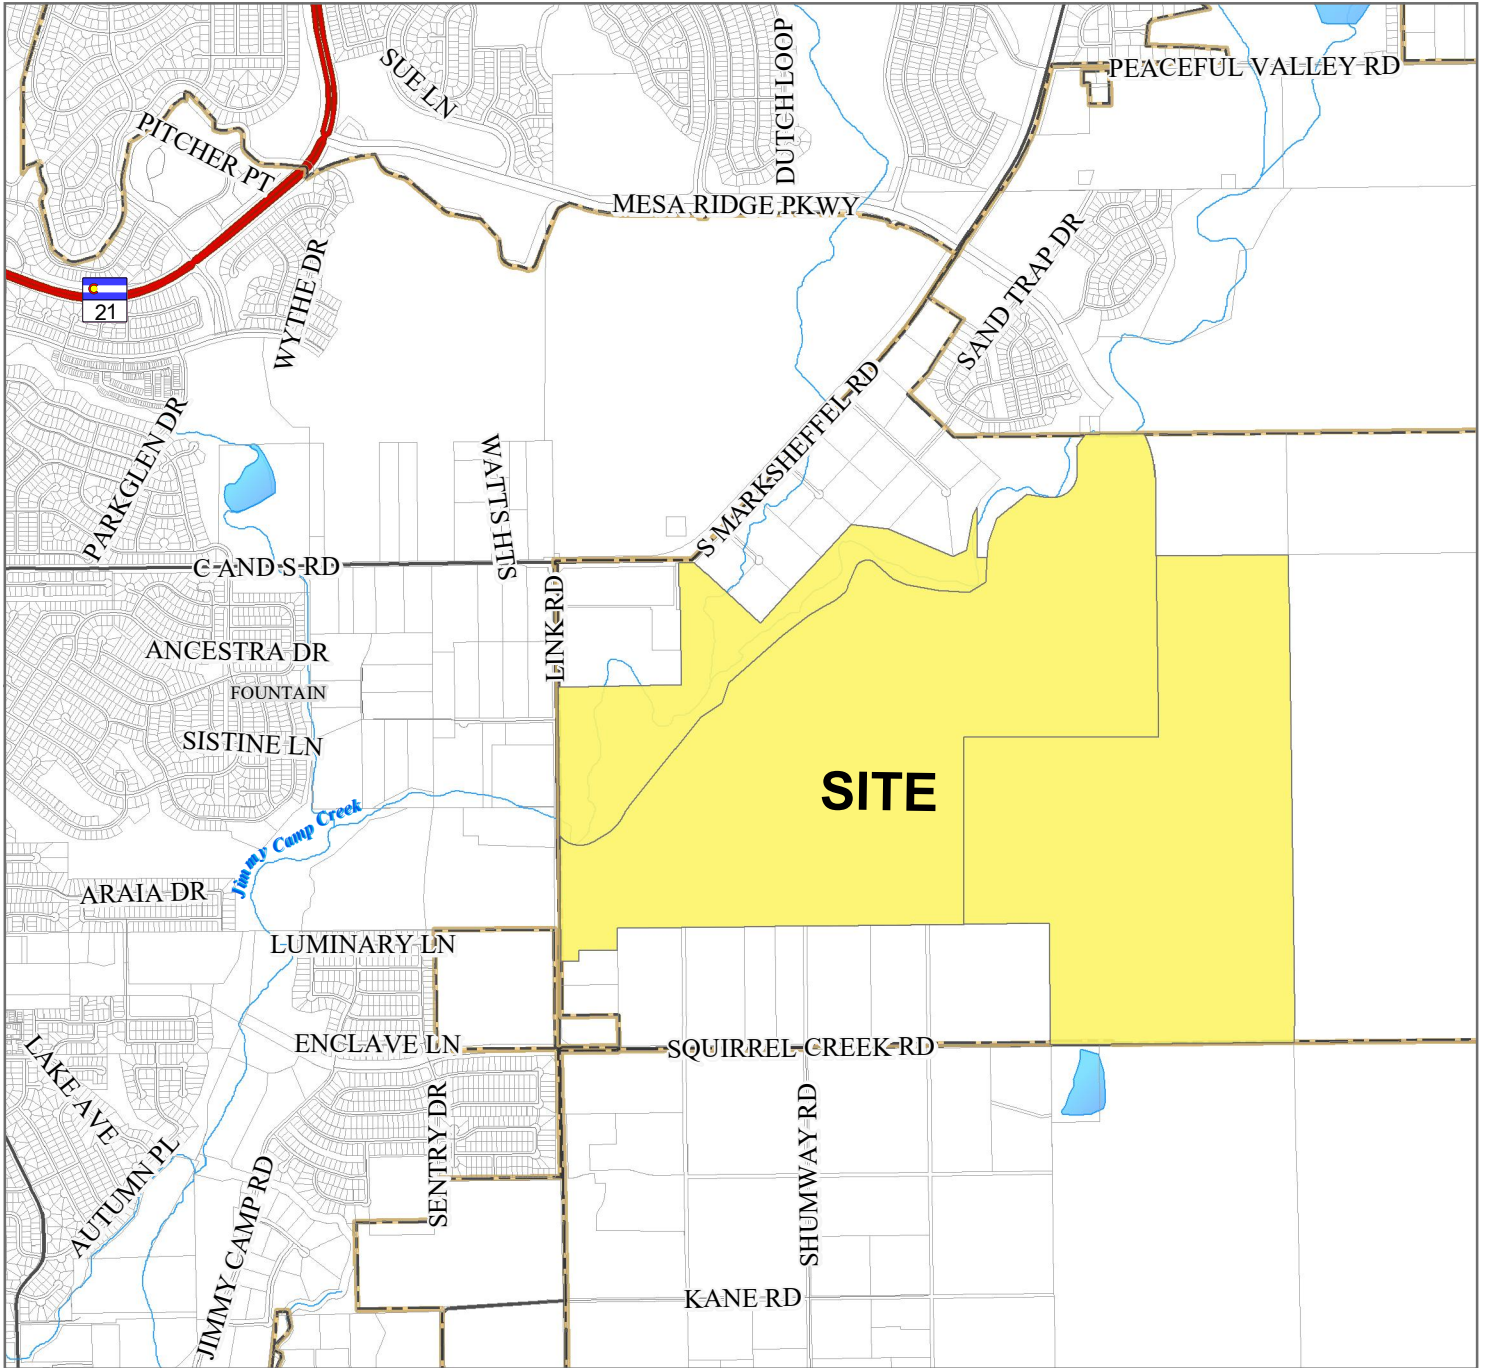 SUE LN
DUTCH LOOP
PEACEFUL VALLEY RD
PITCHER PT
MESA RIDGE PKWY
SAND TRAP DR
WYTHE DR
C
21
PARKGLEN DR
WATTS HTS
S MARKSHEFFEL RD
C AND S RD
LINK RD
ANCESTRA DR
FOUNTAIN
SISTINE LN
SITE
Jimmy Camp Creek
ARAIA DR
LUMINARY LN
ENCLAVE LN
SQUIRREL CREEK RD
LAKE AVE
SENTRY DR
SHUMWAY RD
AUTUMN PL
JIMMY CAMP RD
KANE RD